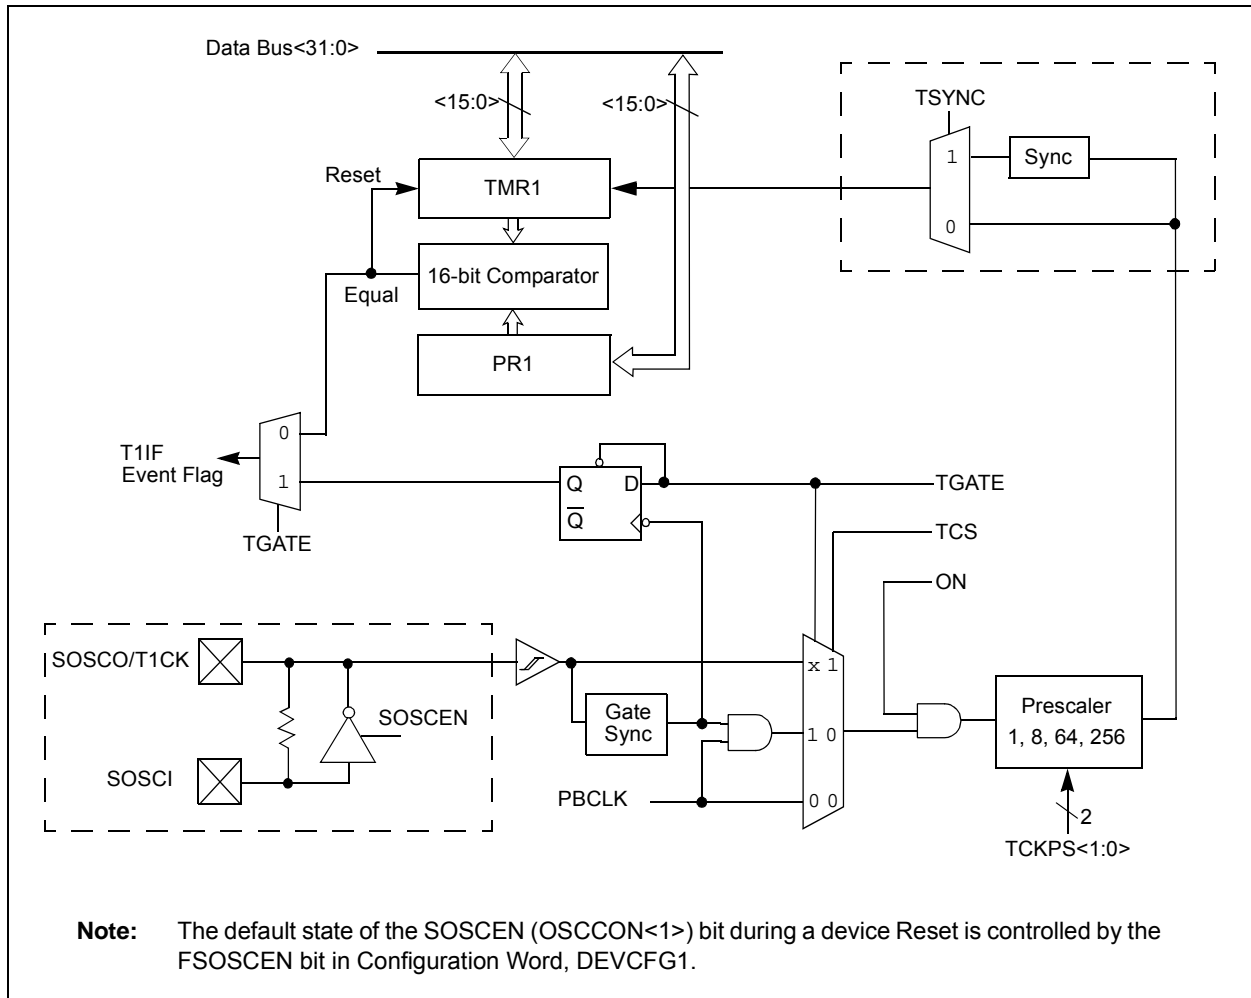 Data Bus<31:0>
<15:0>
<15:0>
TSYNC
1
Sync
Reset
TMR1
0
16-bit Comparator
Equal
PR1
0
T1IF
Event Flag
1
Q
D
TGATE
Q̅
TCS
TGATE
ON
SOSCO/T1CK
x 1
SOSCEN
Gate
Sync
1 0
Prescaler
1, 8, 64, 256
SOSCI
PBCLK
0 0
2
TCKPS<1:0>
Note: The default state of the SOSCEN (OSCCON<1>) bit during a device Reset is controlled by the
FSOSCEN bit in Configuration Word, DEVCFG1.